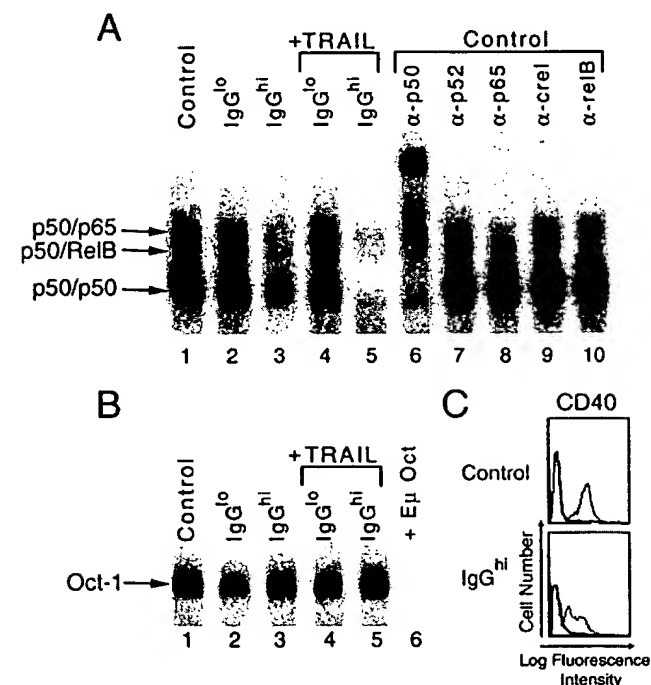 A
+TRAIL
Control
Control
IgG^lo
IgG^hi
IgG^lo
IgG^hi
α-p50
α-p52
α-p65
α-crel
α-relB
p50/p65
p50/RelB
p50/p50
1 2 3 4 5 6 7 8 9 10
B
+TRAIL
Control
IgG^lo
IgG^hi
IgG^lo
IgG^hi
+ Eμ Oct
Oct-1
1 2 3 4 5 6
C
CD40
Control
IgG^hi
Cell Number
Log Fluorescence
Intensity